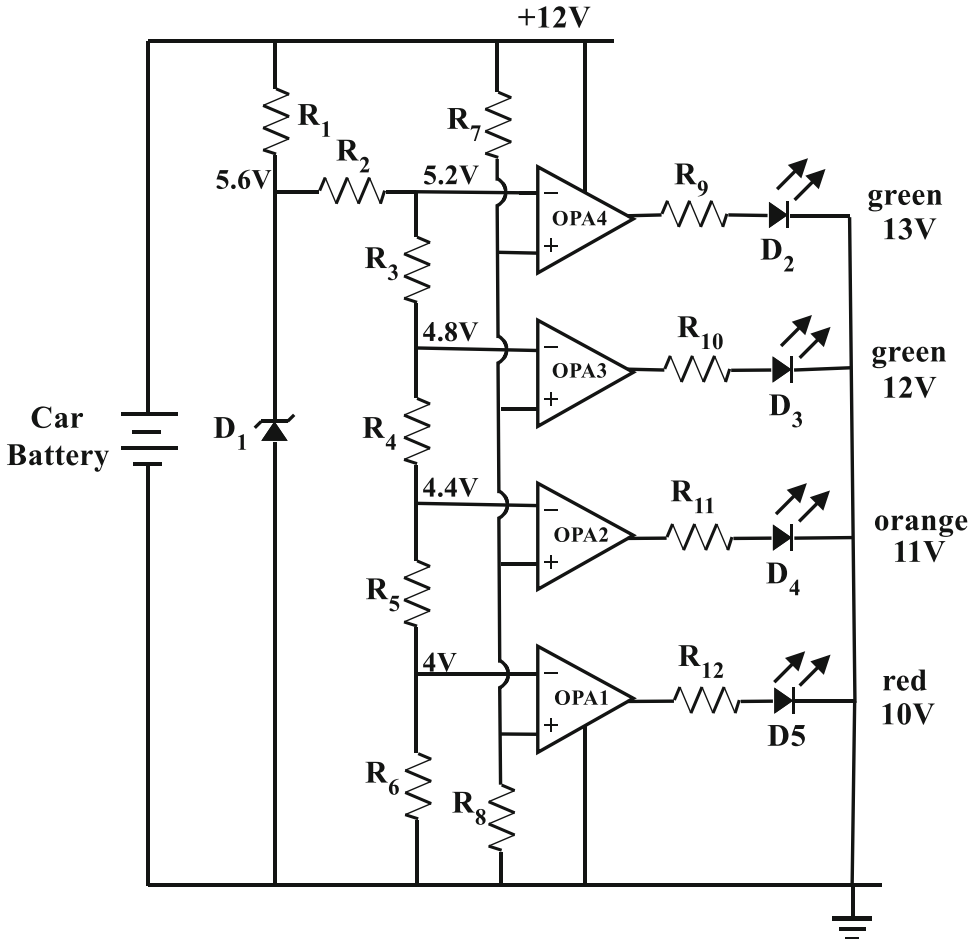 +12V
R1
R7
R2
5.6V
5.2V
R9
green
13V
OPA4
−
+
D2
R3
4.8V
R10
green
12V
OPA3
−
+
D3
Car
Battery
D1
R4
4.4V
R11
orange
11V
OPA2
−
+
D4
R5
4V
R12
red
10V
OPA1
−
+
D5
R6
R8